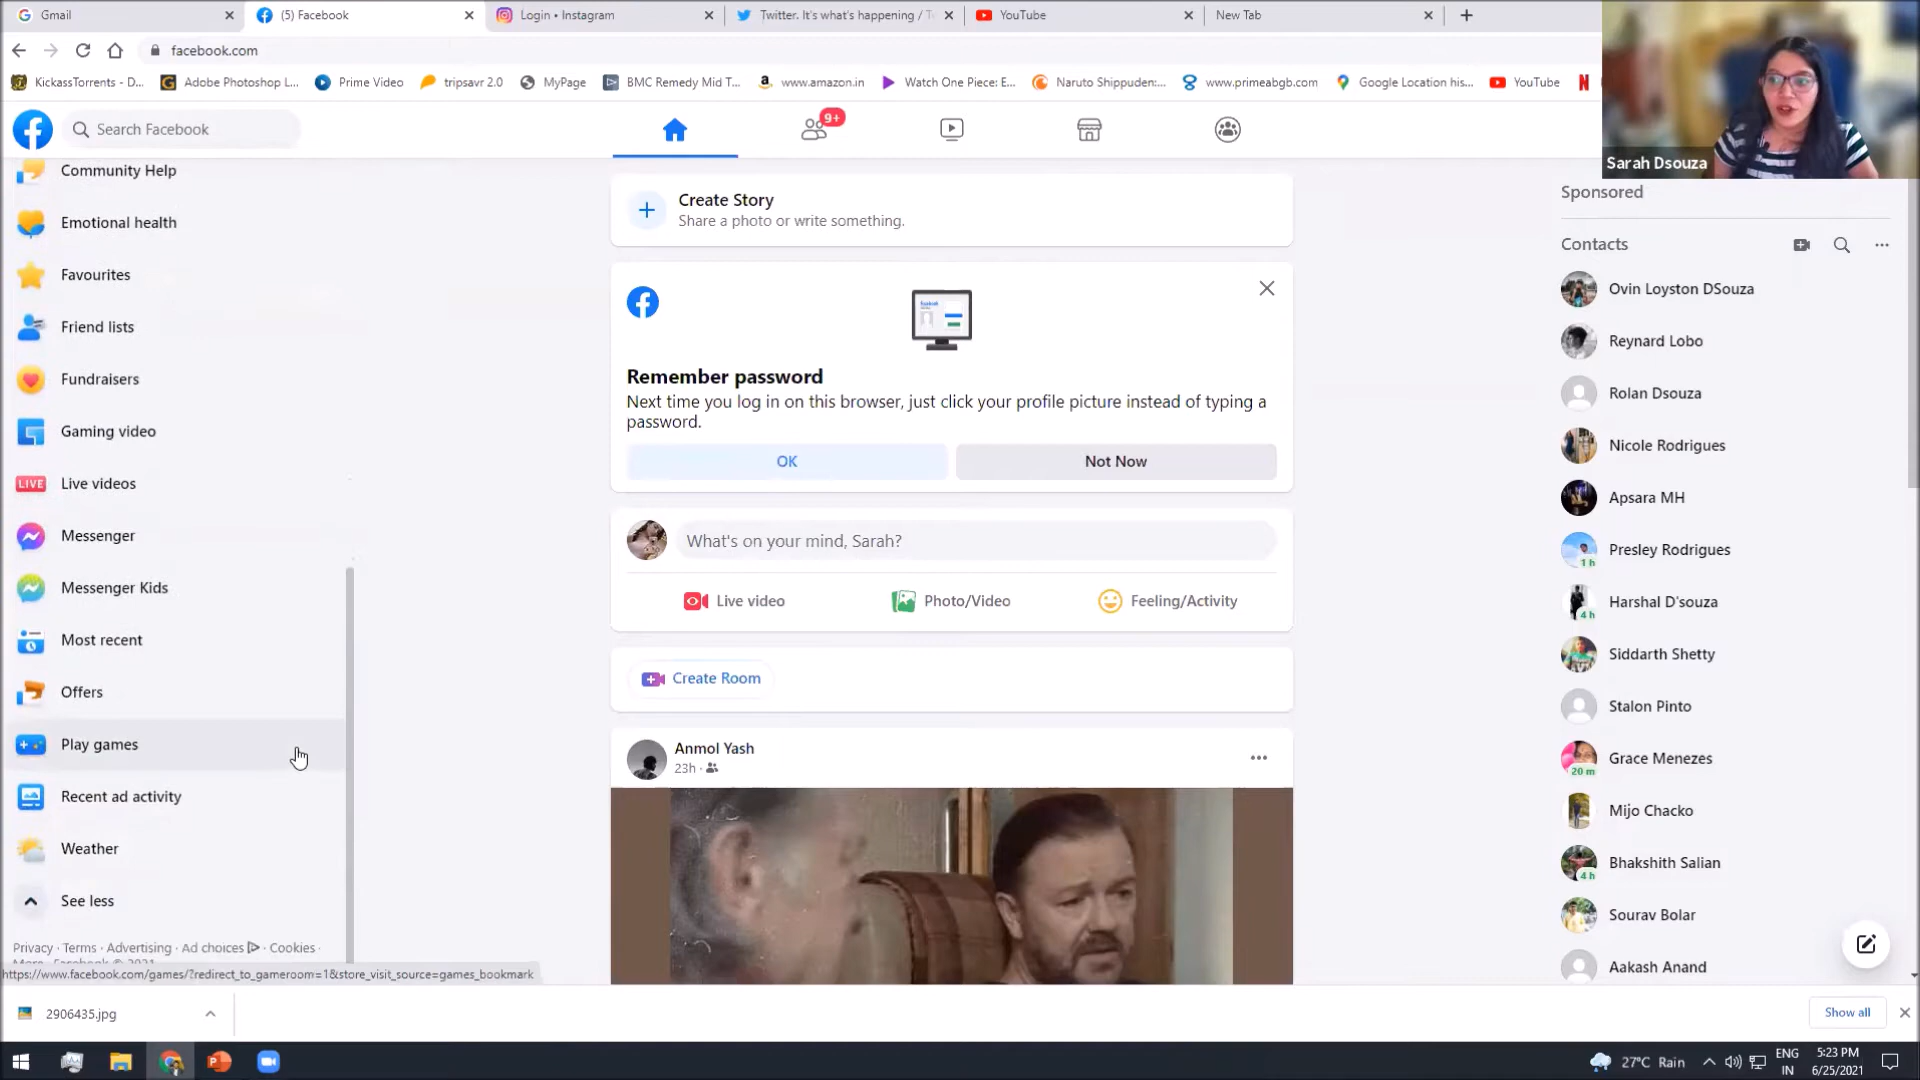 Gmail
(5) Facebook
Login • Instagram
Twitter. It's what's happening / T
YouTube
New Tab
facebook.com
KickassTorrents - D...
Adobe Photoshop L...
Prime Video
tripsavr 2.0
MyPage
BMC Remedy Mid T...
www.amazon.in
Watch One Piece: E...
Naruto Shippuden:...
www.primeabgb.com
Google Location his...
YouTube
Search Facebook
9+
Sarah Dsouza
Community Help
Emotional health
Favourites
Friend lists
Fundraisers
Gaming video
LIVE Live videos
Messenger
Messenger Kids
Most recent
Offers
Play games
Recent ad activity
Weather
See less
Privacy · Terms · Advertising · Ad choices · Cookies ·
More · Facebook © 2021
https://www.facebook.com/games/?redirect_to_gameroom=1&store_visit_source=games_bookmark
Create Story
Share a photo or write something.
Remember password
Next time you log in on this browser, just click your profile picture instead of typing a
password.
OK
Not Now
What's on your mind, Sarah?
Live video
Photo/Video
Feeling/Activity
Create Room
Anmol Yash
23h ·
Sponsored
Contacts
Ovin Loyston DSouza
Reynard Lobo
Rolan Dsouza
Nicole Rodrigues
Apsara MH
Presley Rodrigues
1 h
Harshal D'souza
4 h
Siddarth Shetty
Stalon Pinto
Grace Menezes
20 m
Mijo Chacko
Bhakshith Salian
4 h
Sourav Bolar
Aakash Anand
2906435.jpg
Show all
27°C Rain
ENG
IN
5:23 PM
6/25/2021